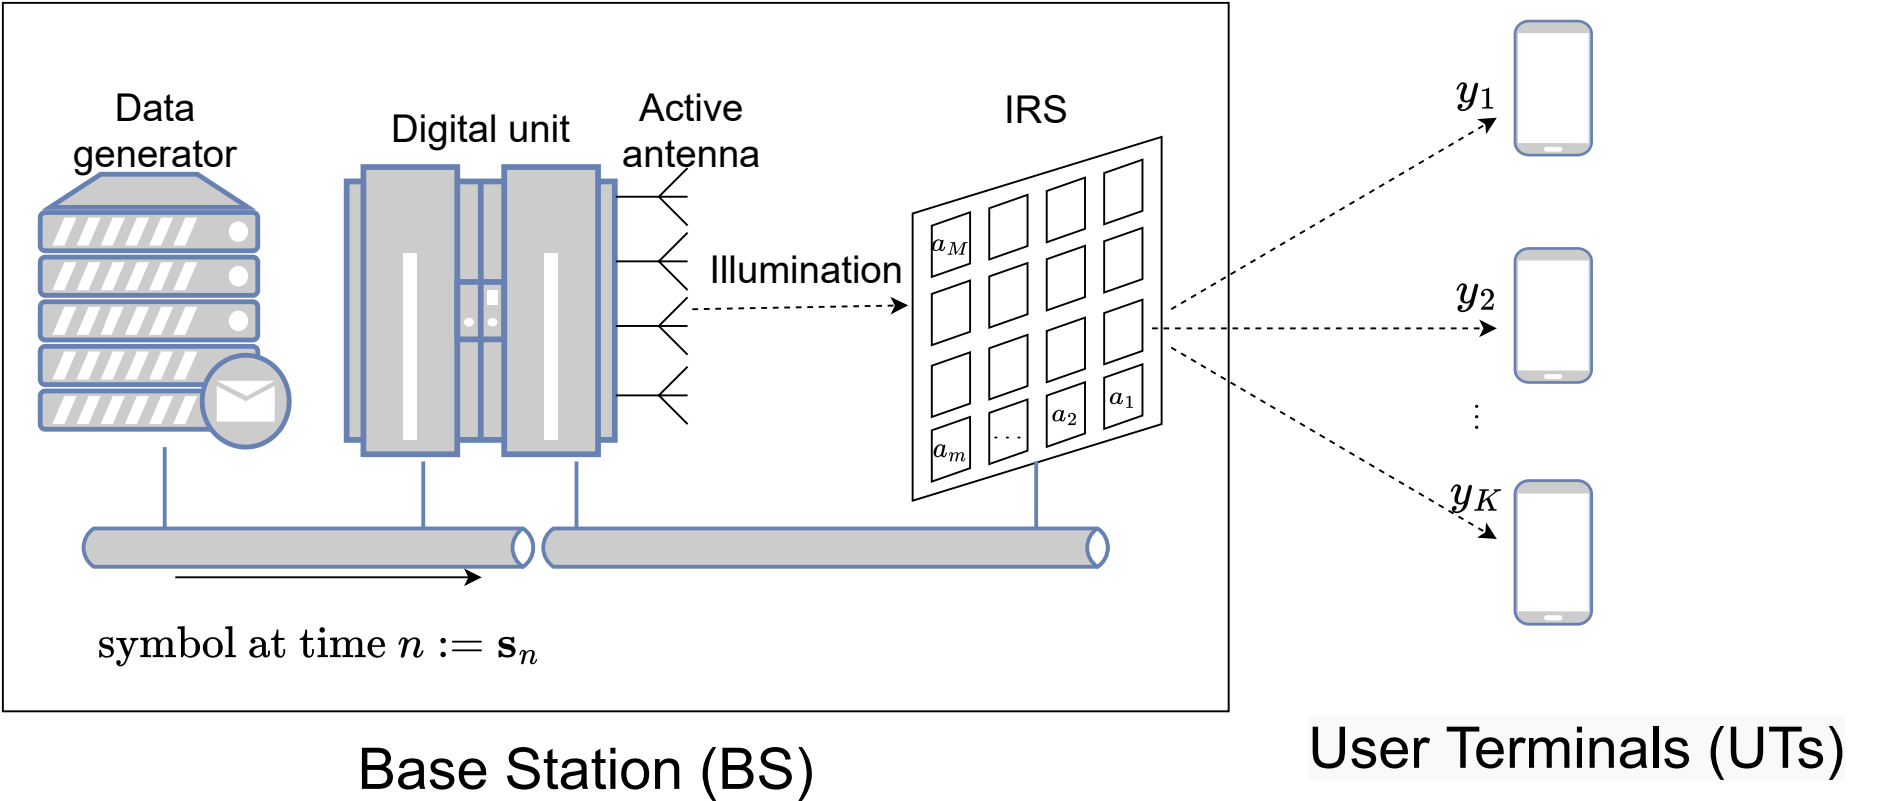 Data
generator
Digital unit
Active
antenna
Illumination
IRS
a_M
a_m
...
a_2
a_1
y_1
y_2
⋮
y_K
symbol at time n := s_n
Base Station (BS)
User Terminals (UTs)